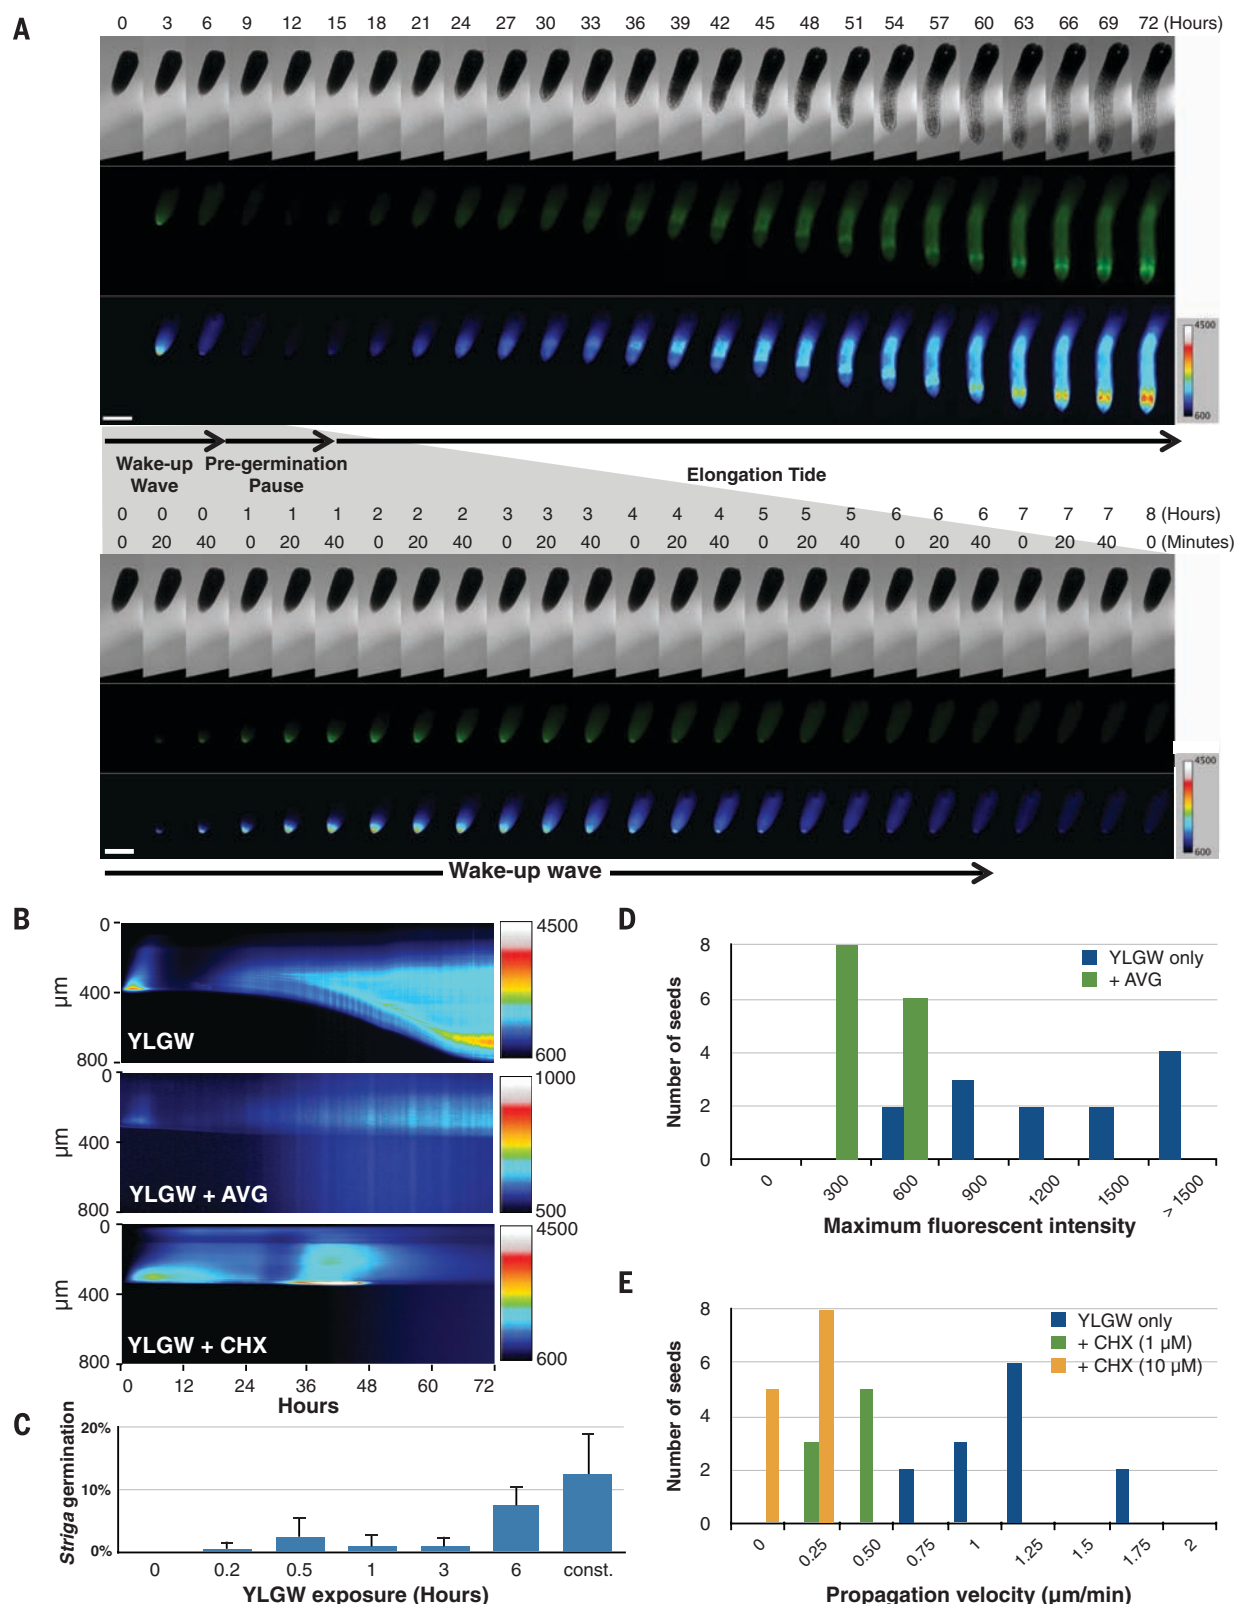 A
0 3 6 9 12 15 18 21 24 27 30 33 36 39 42 45 48 51 54 57 60 63 66 69 72 (Hours)
4500
600
Wake-up Wave
Pre-germination Pause
Elongation Tide
0 0 0 1 1 1 2 2 2 3 3 3 4 4 4 5 5 5 6 6 6 7 7 7 8 (Hours)
0 20 40 0 20 40 0 20 40 0 20 40 0 20 40 0 20 40 0 20 40 0 20 40 0 (Minutes)
4500
600
Wake-up wave
B
0
400
800
µm
YLGW
4500
600
0
400
800
µm
YLGW + AVG
1000
500
0
400
800
µm
YLGW + CHX
4500
600
0 12 24 36 48 60 72
Hours
C
20%
10%
0%
Striga germination
0 0.2 0.5 1 3 6 const.
YLGW exposure (Hours)
D
8
6
4
2
0
Number of seeds
YLGW only
+ AVG
0 300 600 900 1200 1500 > 1500
Maximum fluorescent intensity
E
8
6
4
2
0
Number of seeds
YLGW only
+ CHX (1 µM)
+ CHX (10 µM)
0 0.25 0.50 0.75 1 1.25 1.5 1.75 2
Propagation velocity (µm/min)